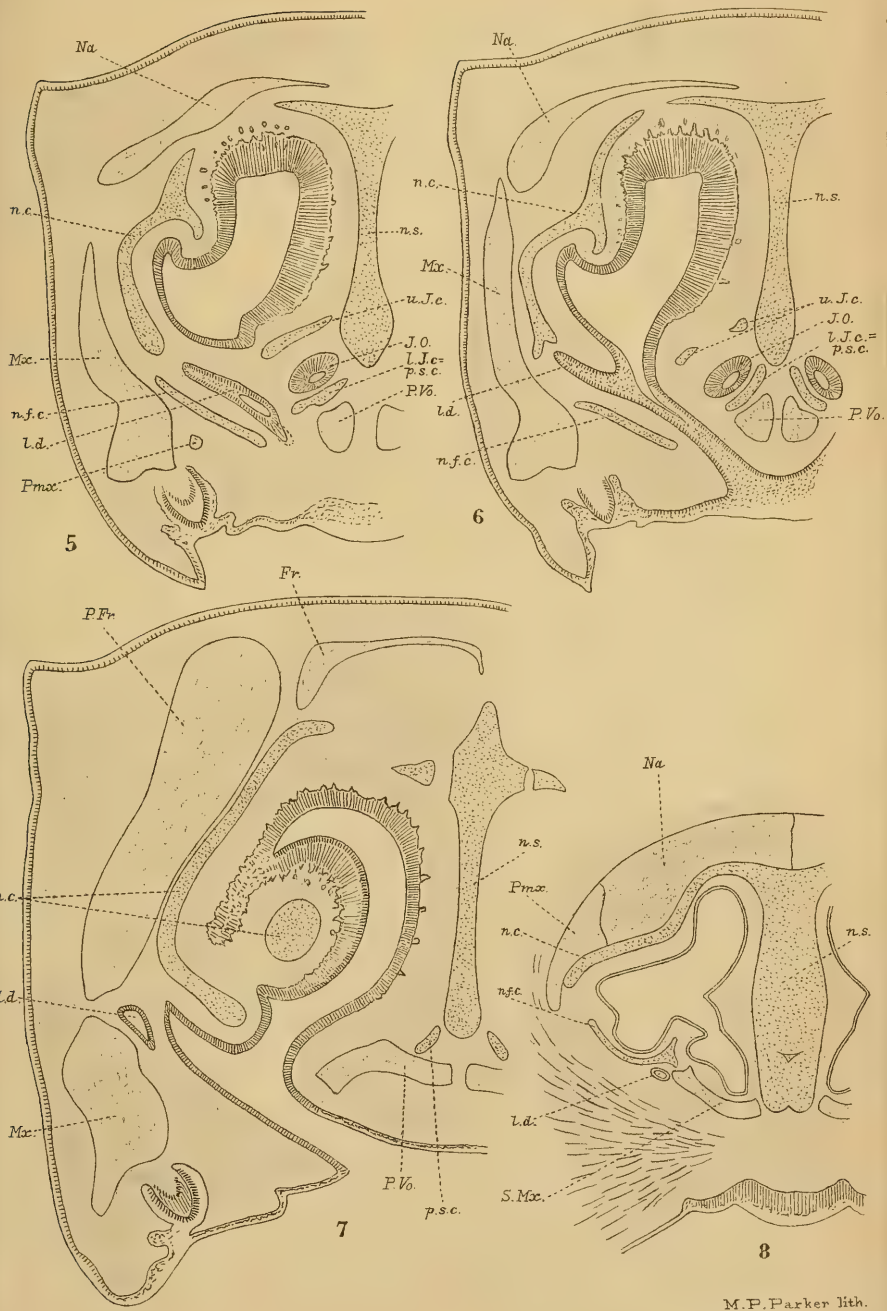 Na
n.c.
n.s.
u.J.c.
Mx.
J.O.
l.J.c=
p.s.c.
P.Vo.
n.f.c.
l.d.
Pmx.
5
Na.
n.c.
n.s.
Mx
u.J.c.
J.O.
l.J.c.=
p.s.c.
l.d.
P.Vo.
n.f.c.
6
P.Fr.
Fr.
n.s.
.c.
.d.
Mx.
P.Vo.
p.s.c.
7
Na
Pmx.
n.c.
n.s.
n.f.c.
l.d.
S.Mx.
8
M.P.Parker lith.